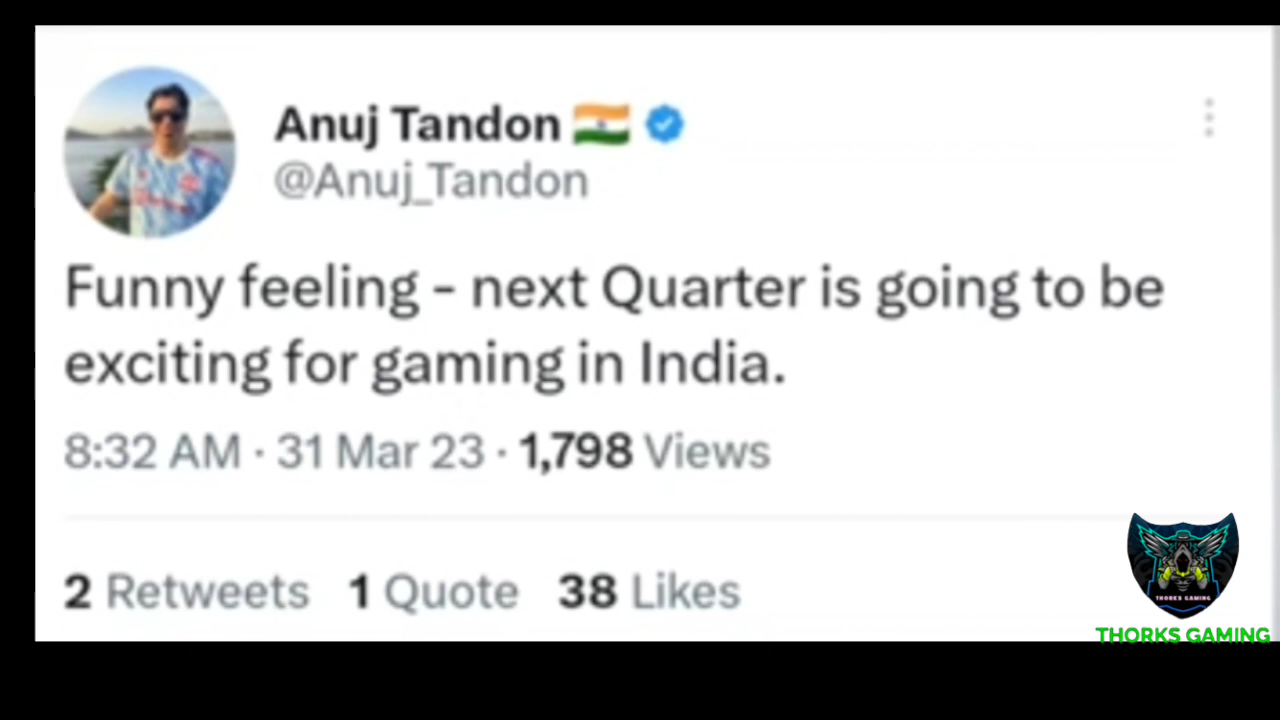 Anuj Tandon 🇮🇳
@Anuj_Tandon
Funny feeling - next Quarter is going to be
exciting for gaming in India.
8:32 AM · 31 Mar 23 · 1,798 Views
2 Retweets 1 Quote 38 Likes
THORKS GAMING
THORKS GAMING